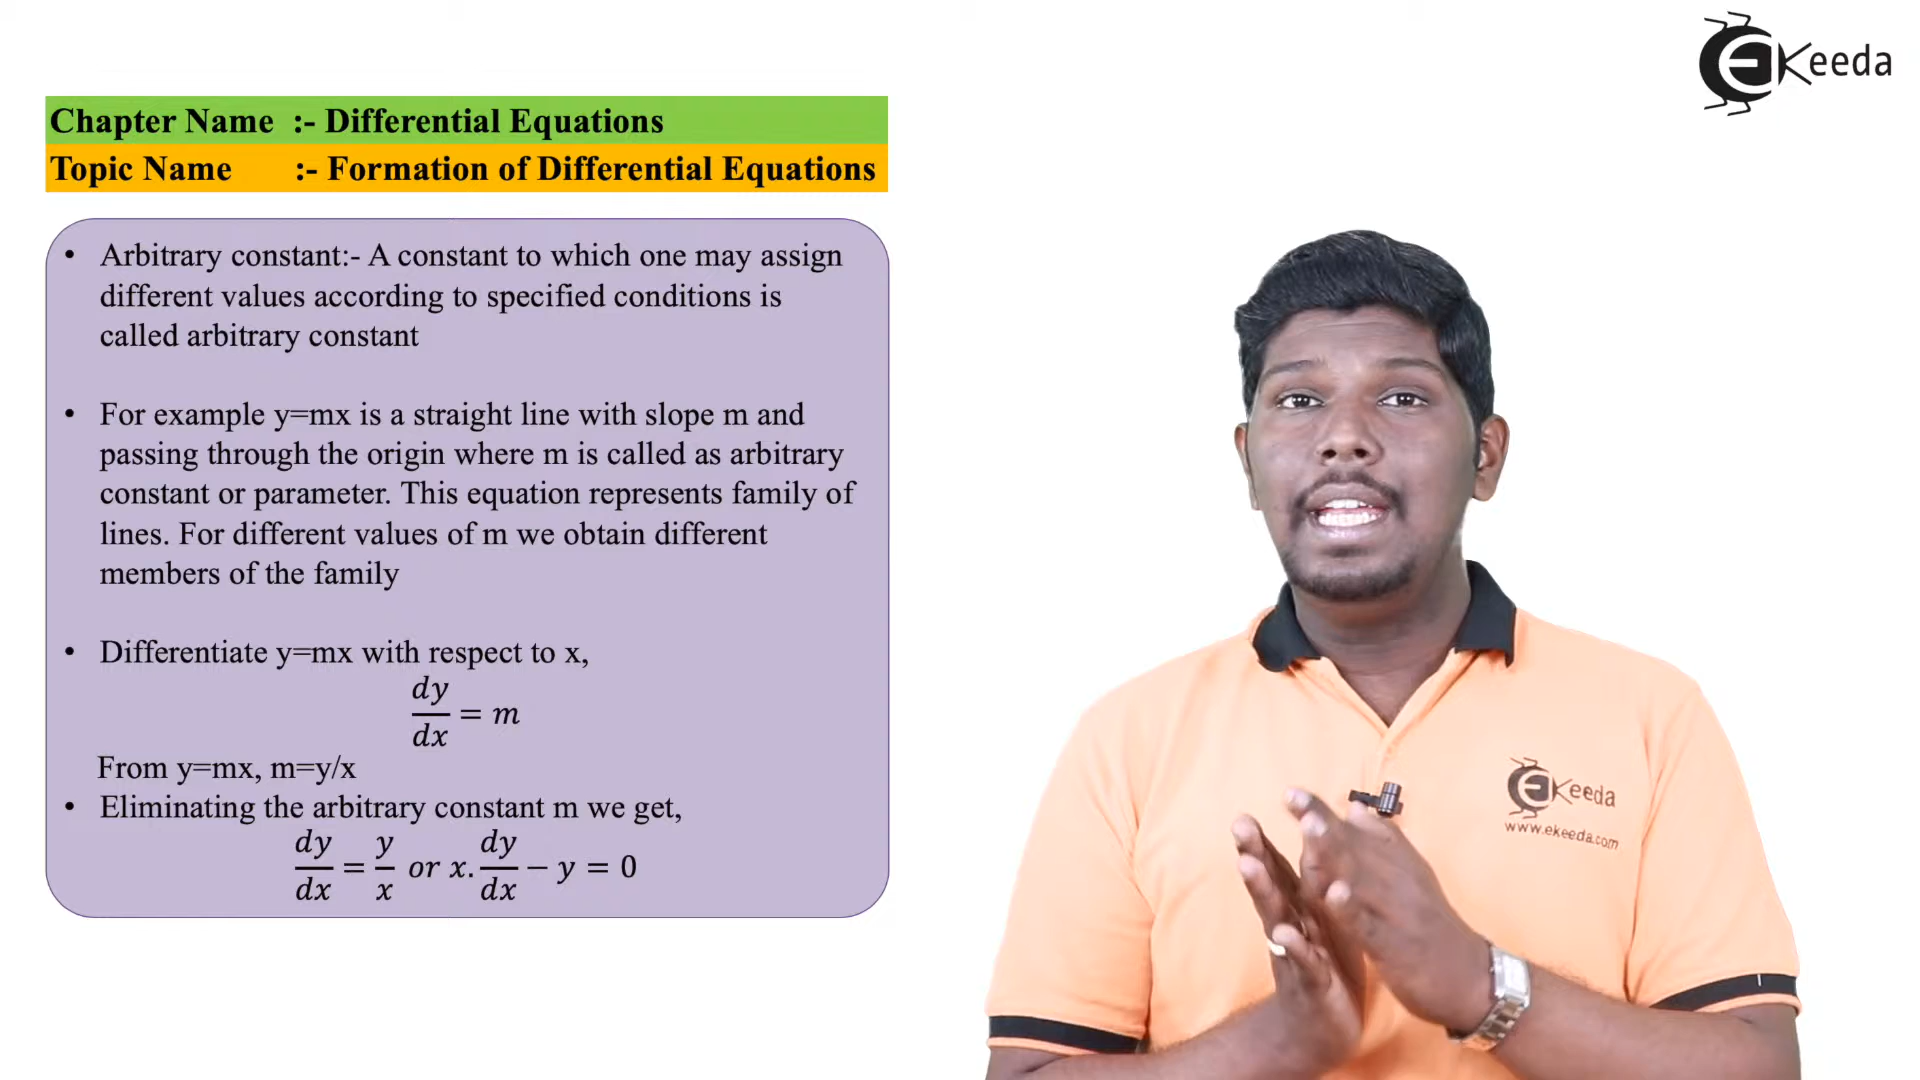 Keeda
Chapter Name :- Differential Equations
Topic Name :- Formation of Differential Equations
• Arbitrary constant:- A constant to which one may assign
different values according to specified conditions is
called arbitrary constant
• For example y=mx is a straight line with slope m and
passing through the origin where m is called as arbitrary
constant or parameter. This equation represents family of
lines. For different values of m we obtain different
members of the family
• Differentiate y=mx with respect to x,
dy/dx = m
From y=mx, m=y/x
• Eliminating the arbitrary constant m we get,
dy/dx = y/x or x. dy/dx − y = 0
eKeeda
www.ekeeda.com